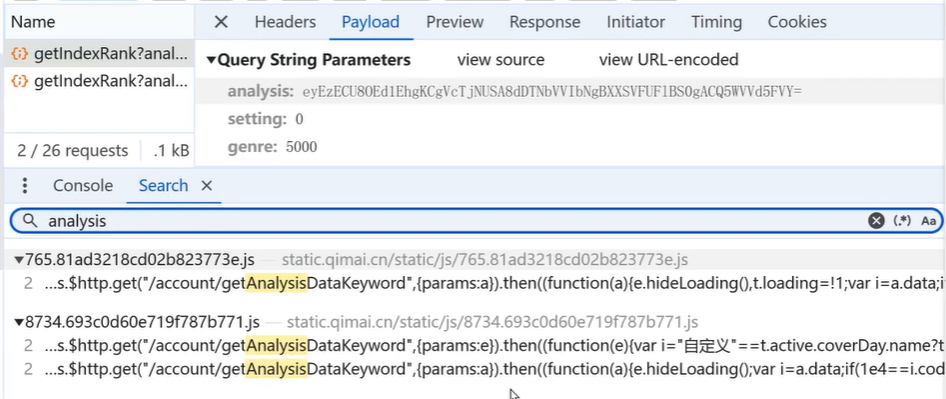 Name
Headers Payload Preview Response Initiator Timing Cookies
getIndexRank?anal...
getIndexRank?anal...
▼Query String Parameters view source view URL-encoded
analysis: eyEzECU8OEd1EhgKCgVcTjNUSA8dDTNbVVIbNgBXXSVFUF1BS0gACQ5WVVd5FVY=
setting: 0
genre: 5000
2 / 26 requests .1 kB
Console Search
analysis (.*) Aa
▼765.81ad3218cd02b823773e.js — static.qimai.cn/static/js/765.81ad3218cd02b823773e.js
2 ...s.$http.get("/account/getAnalysisDataKeyword",{params:a}).then((function(a){e.hideLoading(),t.loading=!1;var i=a.data;i
▼8734.693c0d60e719f787b771.js — static.qimai.cn/static/js/8734.693c0d60e719f787b771.js
2 ...s.$http.get("/account/getAnalysisDataKeyword",{params:e}).then((function(e){var i="自定义"==t.active.coverDay.name?t
2 ...s.$http.get("/account/getAnalysisDataKeyword",{params:e}).then((function(a){e.hideLoading();var i=a.data;if(1e4==i.cod